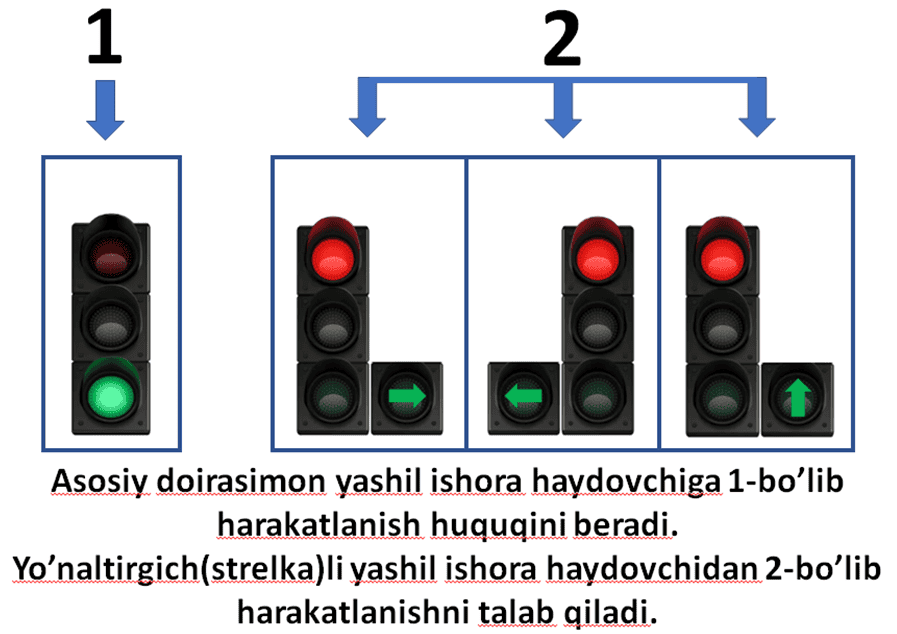 1
2
Asosiy doirasimon yashil ishora haydovchiga 1-bo’lib
harakatlanish huquqini beradi.
Yo’naltirgich(strelka)li yashil ishora haydovchidan 2-bo’lib
harakatlanishni talab qiladi.